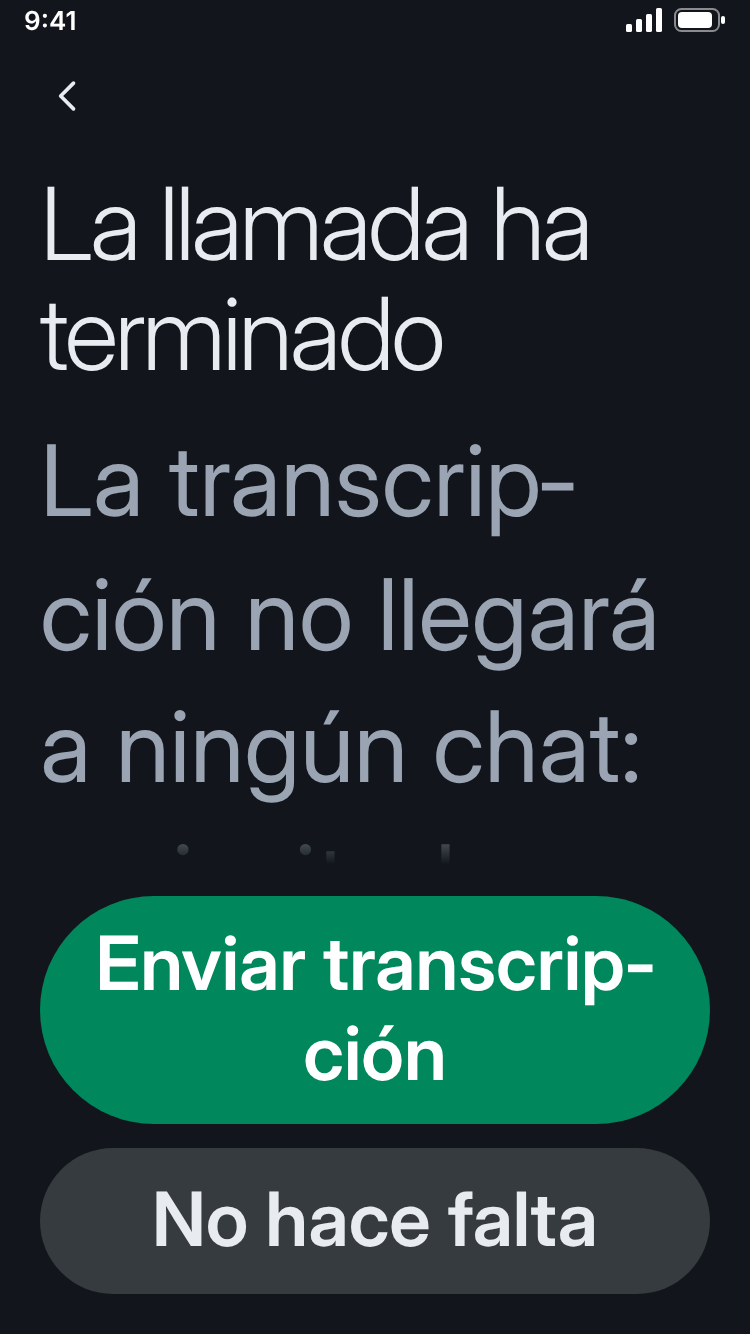 9:41
La llamada ha
terminado
La transcrip-
ción no llegará
a ningún chat:
Enviar transcrip-
ción
No hace falta